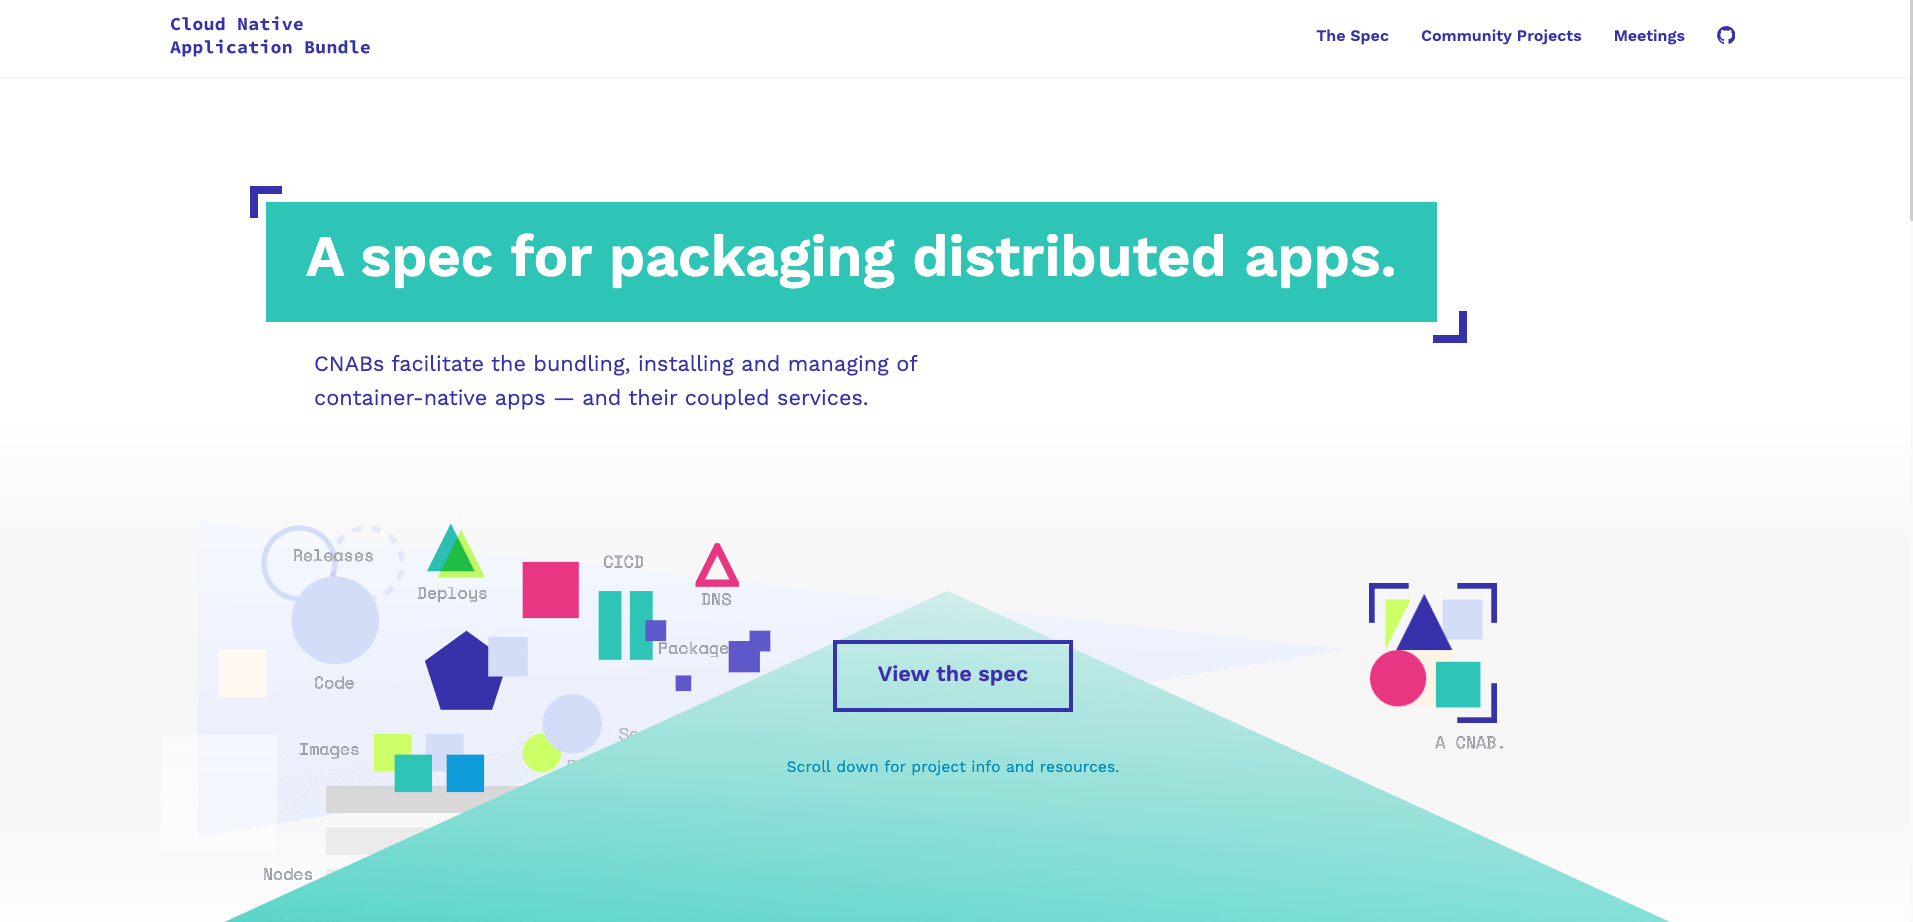 Cloud Native
Application Bundle
The Spec
Community Projects
Meetings
A spec for packaging distributed apps.
CNABs facilitate the bundling, installing and managing of
container-native apps — and their coupled services.
Releases
Deploys
CICD
DNS
Package
Code
Images
Nodes
View the spec
Scroll down for project info and resources.
A CNAB.